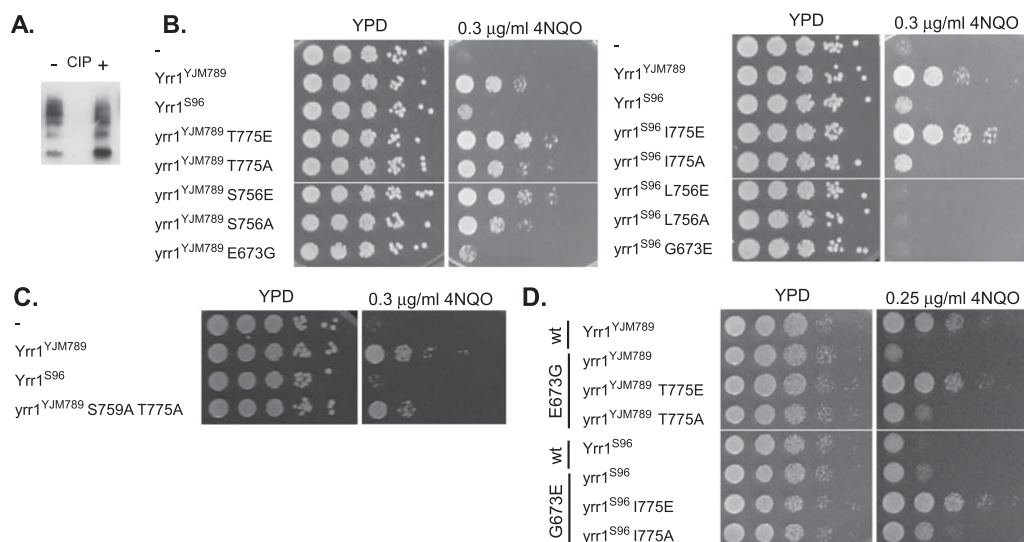 A.
- CIP +
B.
YPD
0.3 μg/ml 4NQO
-
Yrr1YJM789
Yrr1S96
yrr1YJM789 T775E
yrr1YJM789 T775A
yrr1YJM789 S756E
yrr1YJM789 S756A
yrr1YJM789 E673G
YPD
0.3 μg/ml 4NQO
-
Yrr1YJM789
Yrr1S96
yrr1S96 I775E
yrr1S96 I775A
yrr1S96 L756E
yrr1S96 L756A
yrr1S96 G673E
C.
YPD
0.3 μg/ml 4NQO
-
Yrr1YJM789
Yrr1S96
yrr1YJM789 S759A T775A
D.
YPD
0.25 μg/ml 4NQO
wt
Yrr1YJM789
E673G
yrr1YJM789
yrr1YJM789 T775E
yrr1YJM789 T775A
wt
Yrr1S96
G673E
yrr1S96
yrr1S96 I775E
yrr1S96 I775A